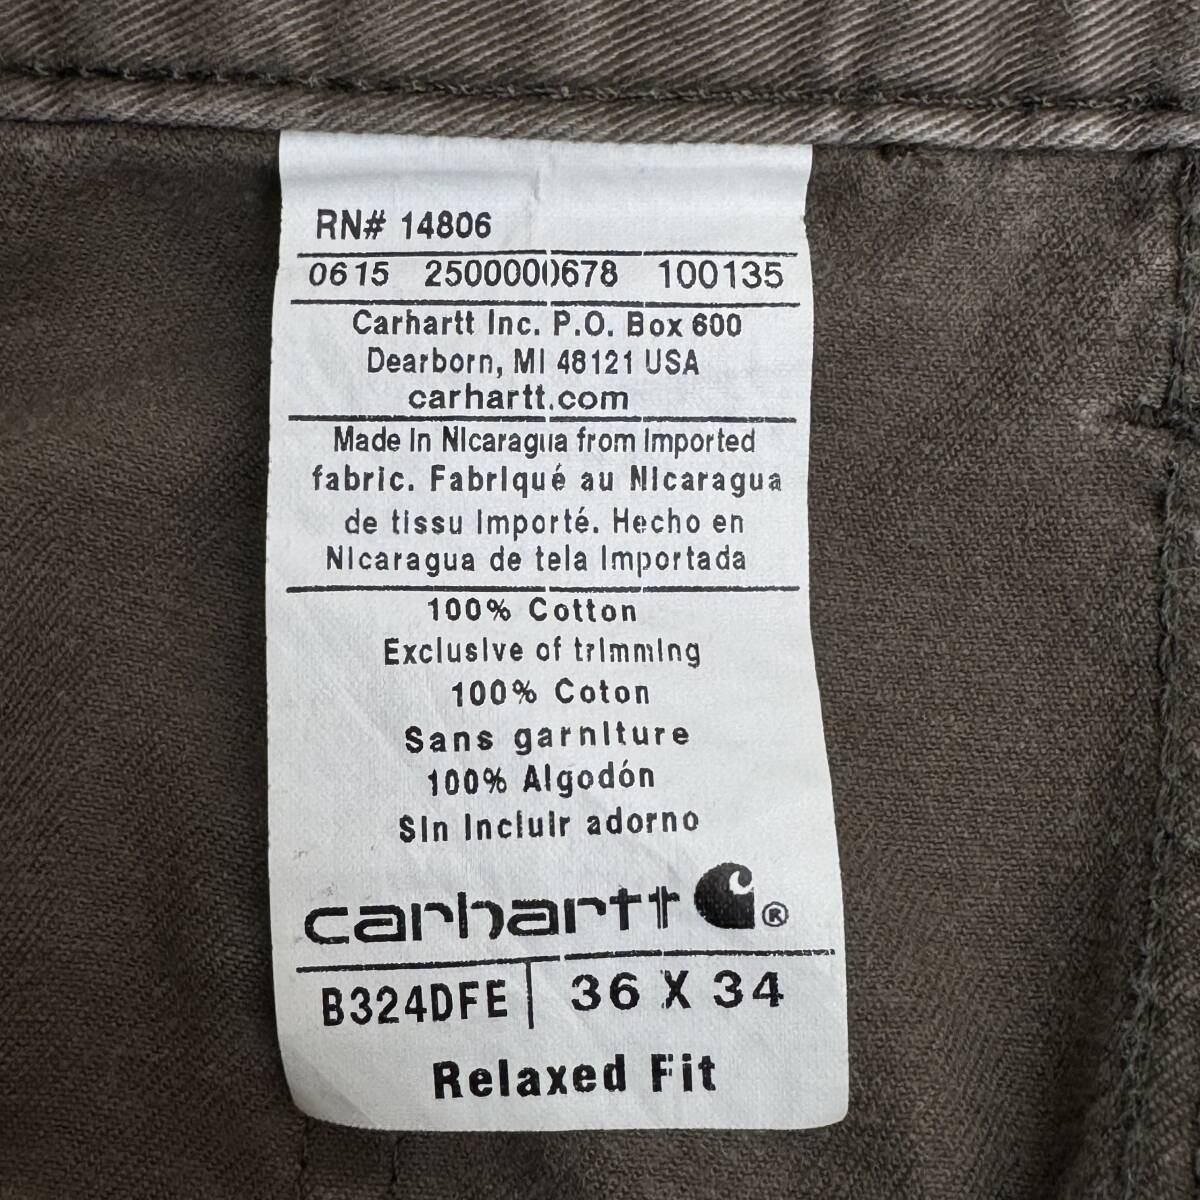 RN# 14806
0615 2500000678 100135
Carhartt Inc. P.O. Box 600
Dearborn, MI 48121 USA
carhartt.com
Made in Nicaragua from imported
fabric. Fabriqué au Nicaragua
de tissu importé. Hecho en
Nicaragua de tela importada
100% Cotton
Exclusive of trimming
100% Coton
Sans garniture
100% Algodón
Sin incluir adorno
carhartt ®
B324DFE 36 X 34
Relaxed Fit